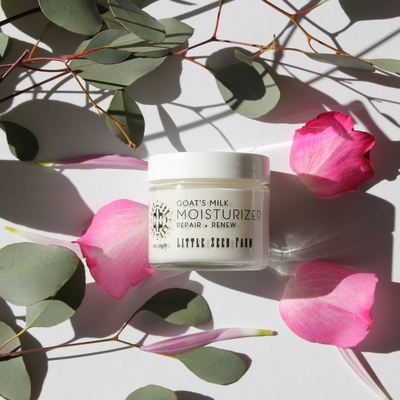 GOAT'S MILK
MOISTURIZER
REPAIR + RENEW
LITTLE SEED FARM